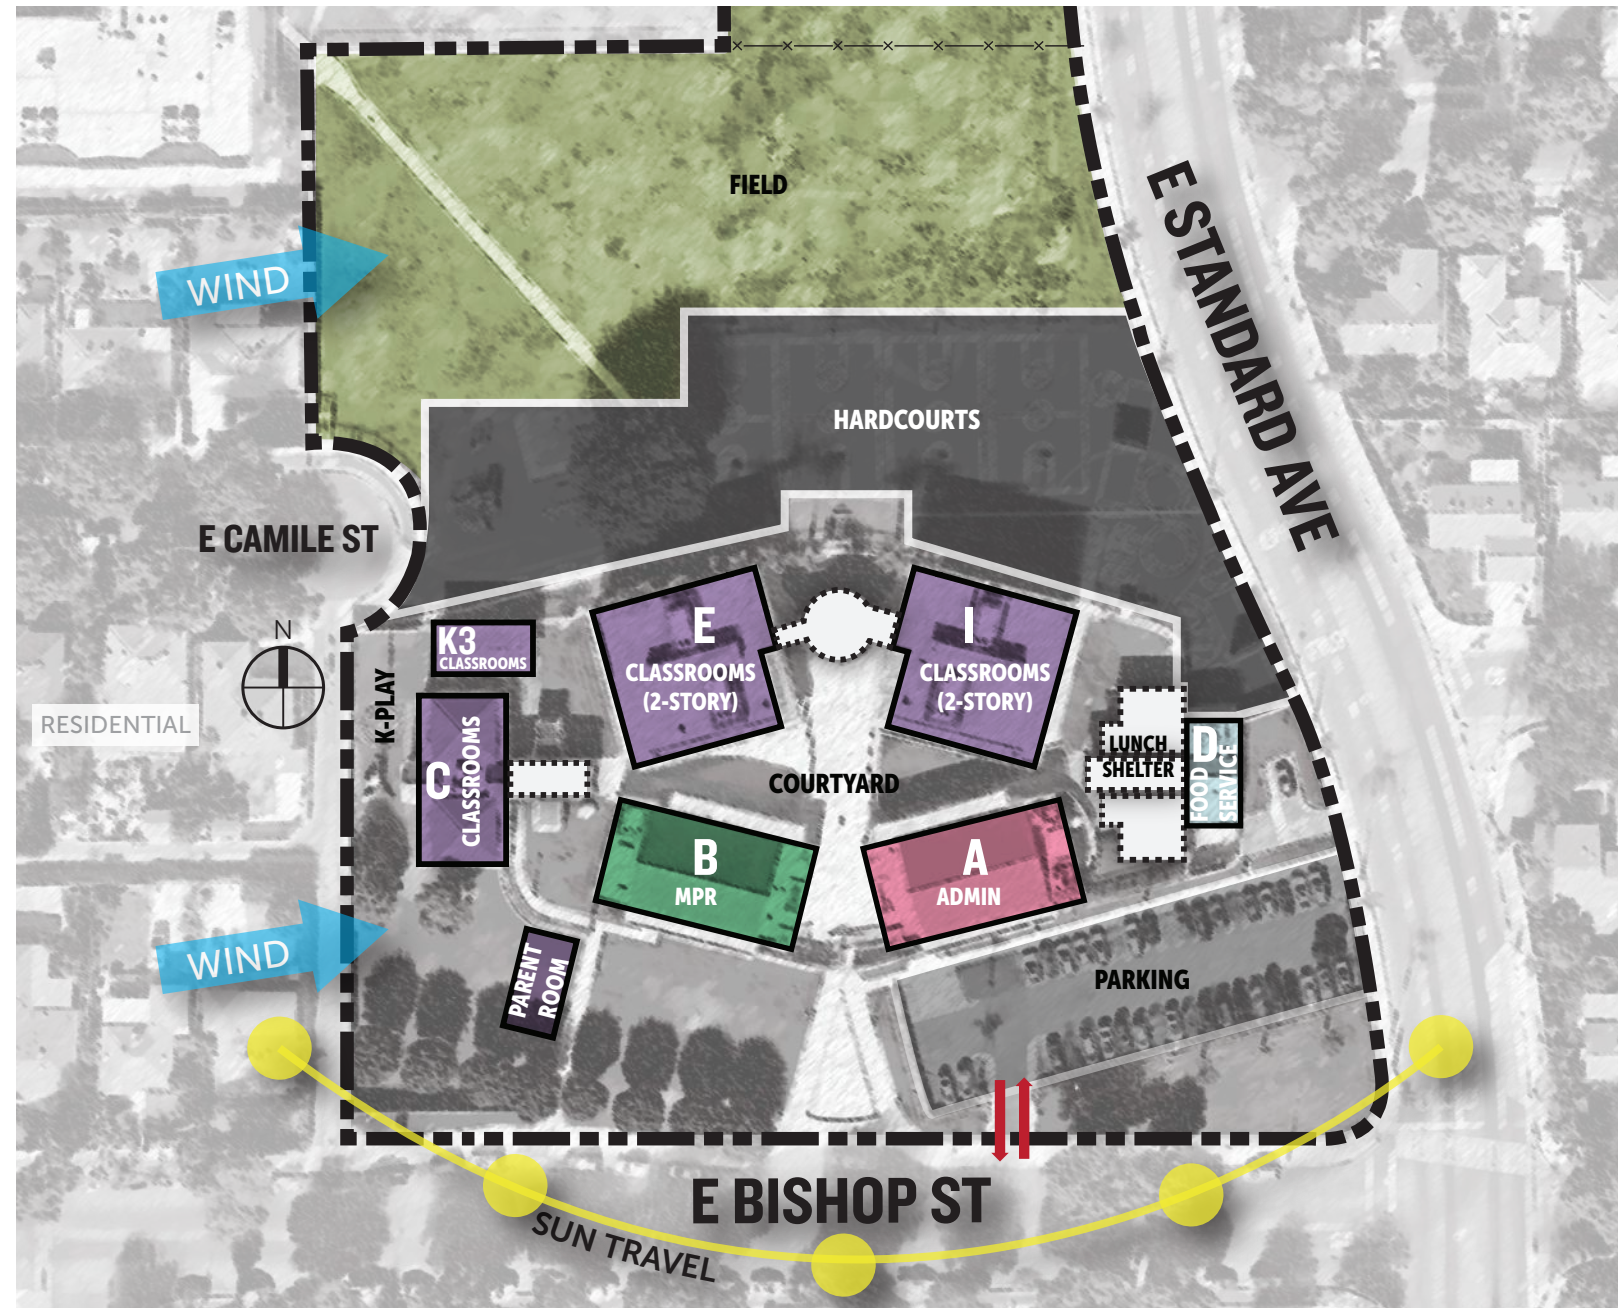 FIELD
E STANDARD AVE
WIND
HARDCOURTS
E CAMILE ST
N
RESIDENTIAL
K-PLAY
K3
CLASSROOMS
E
CLASSROOMS
(2-STORY)
I
CLASSROOMS
(2-STORY)
C
CLASSROOMS
COURTYARD
LUNCH
SHELTER
D
FOOD
SERVICE
B
MPR
A
ADMIN
WIND
PARENT
ROOM
PARKING
E BISHOP ST
SUN TRAVEL